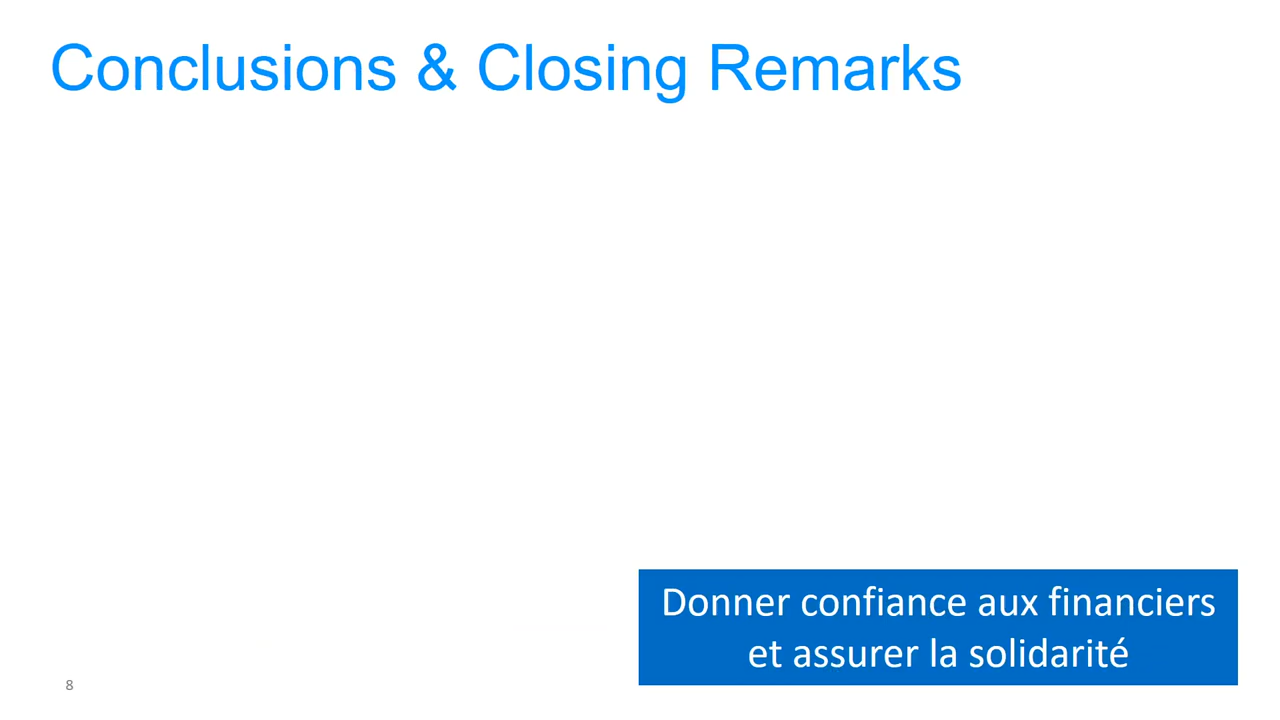 Conclusions & Closing Remarks
Donner confiance aux financiers
et assurer la solidarité
8